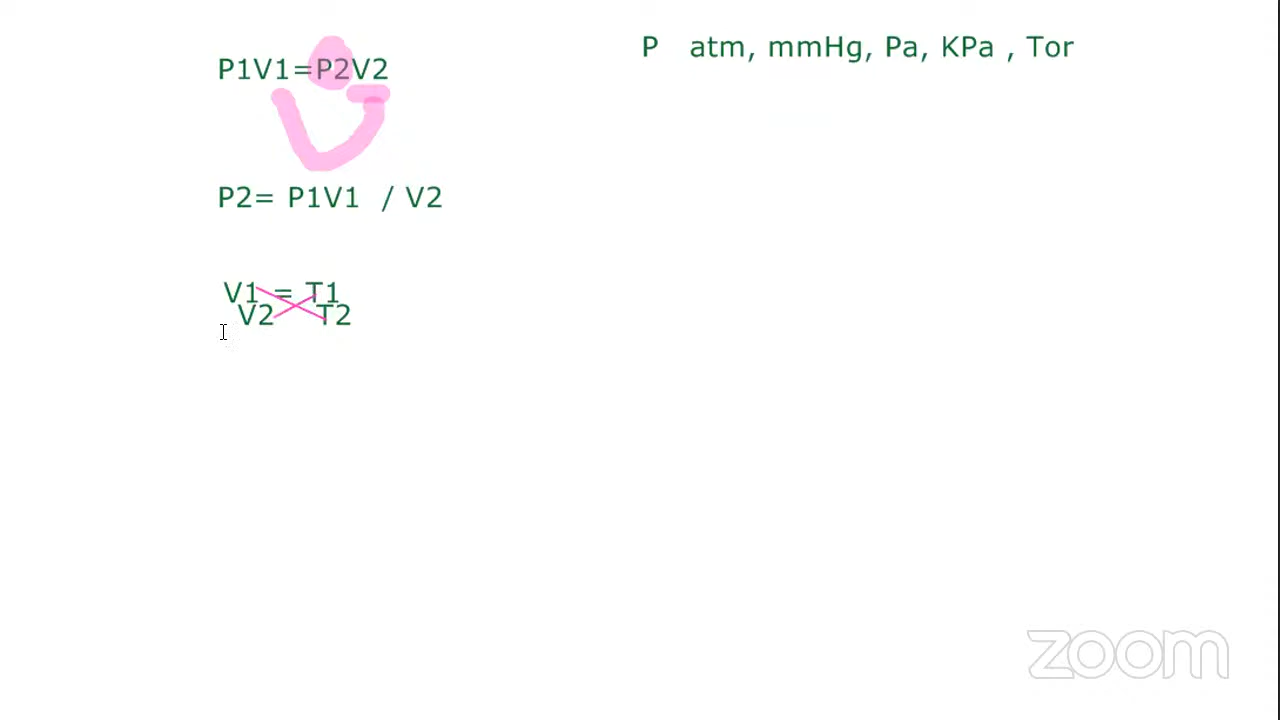 P1V1=P2V2
P atm, mmHg, Pa, KPa , Tor
P2= P1V1 / V2
V1 = T1
V2 T2
zoom